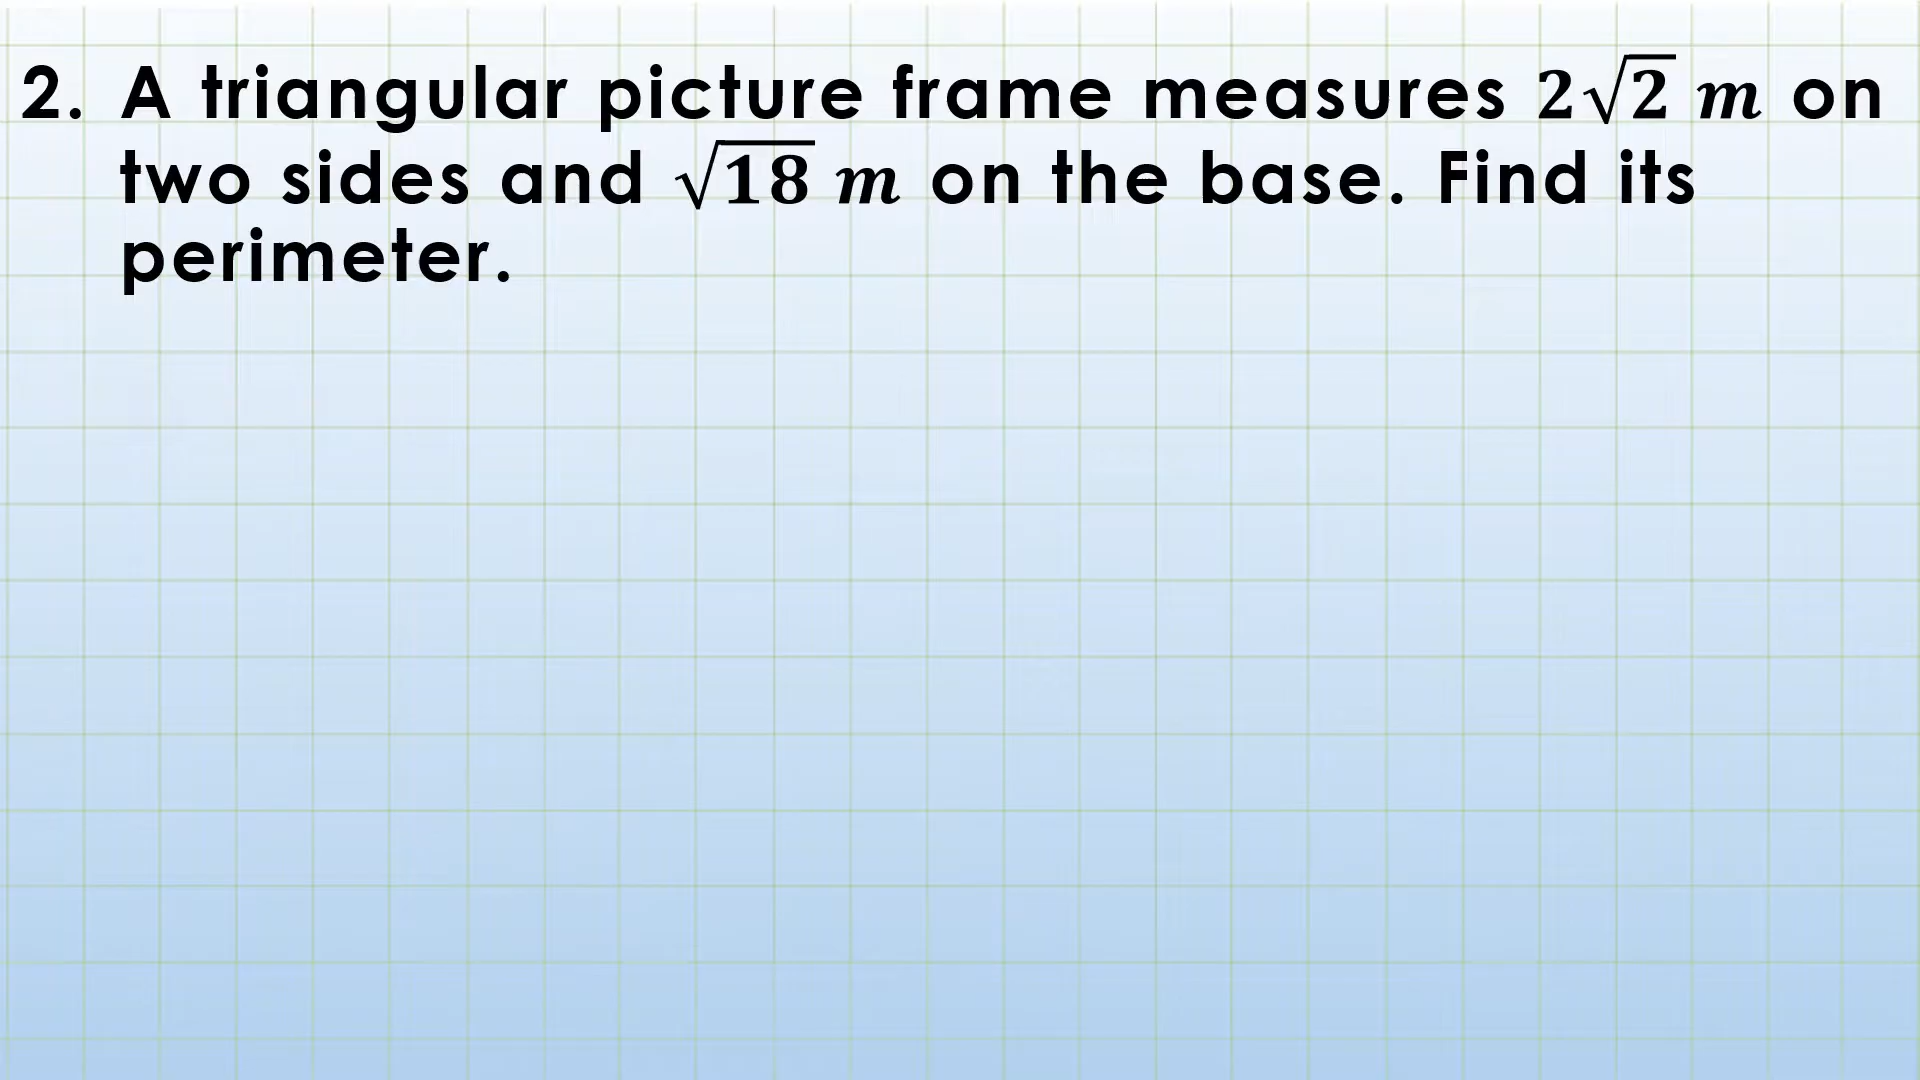 2. A triangular picture frame measures 2√2 m on
two sides and √18 m on the base. Find its
perimeter.